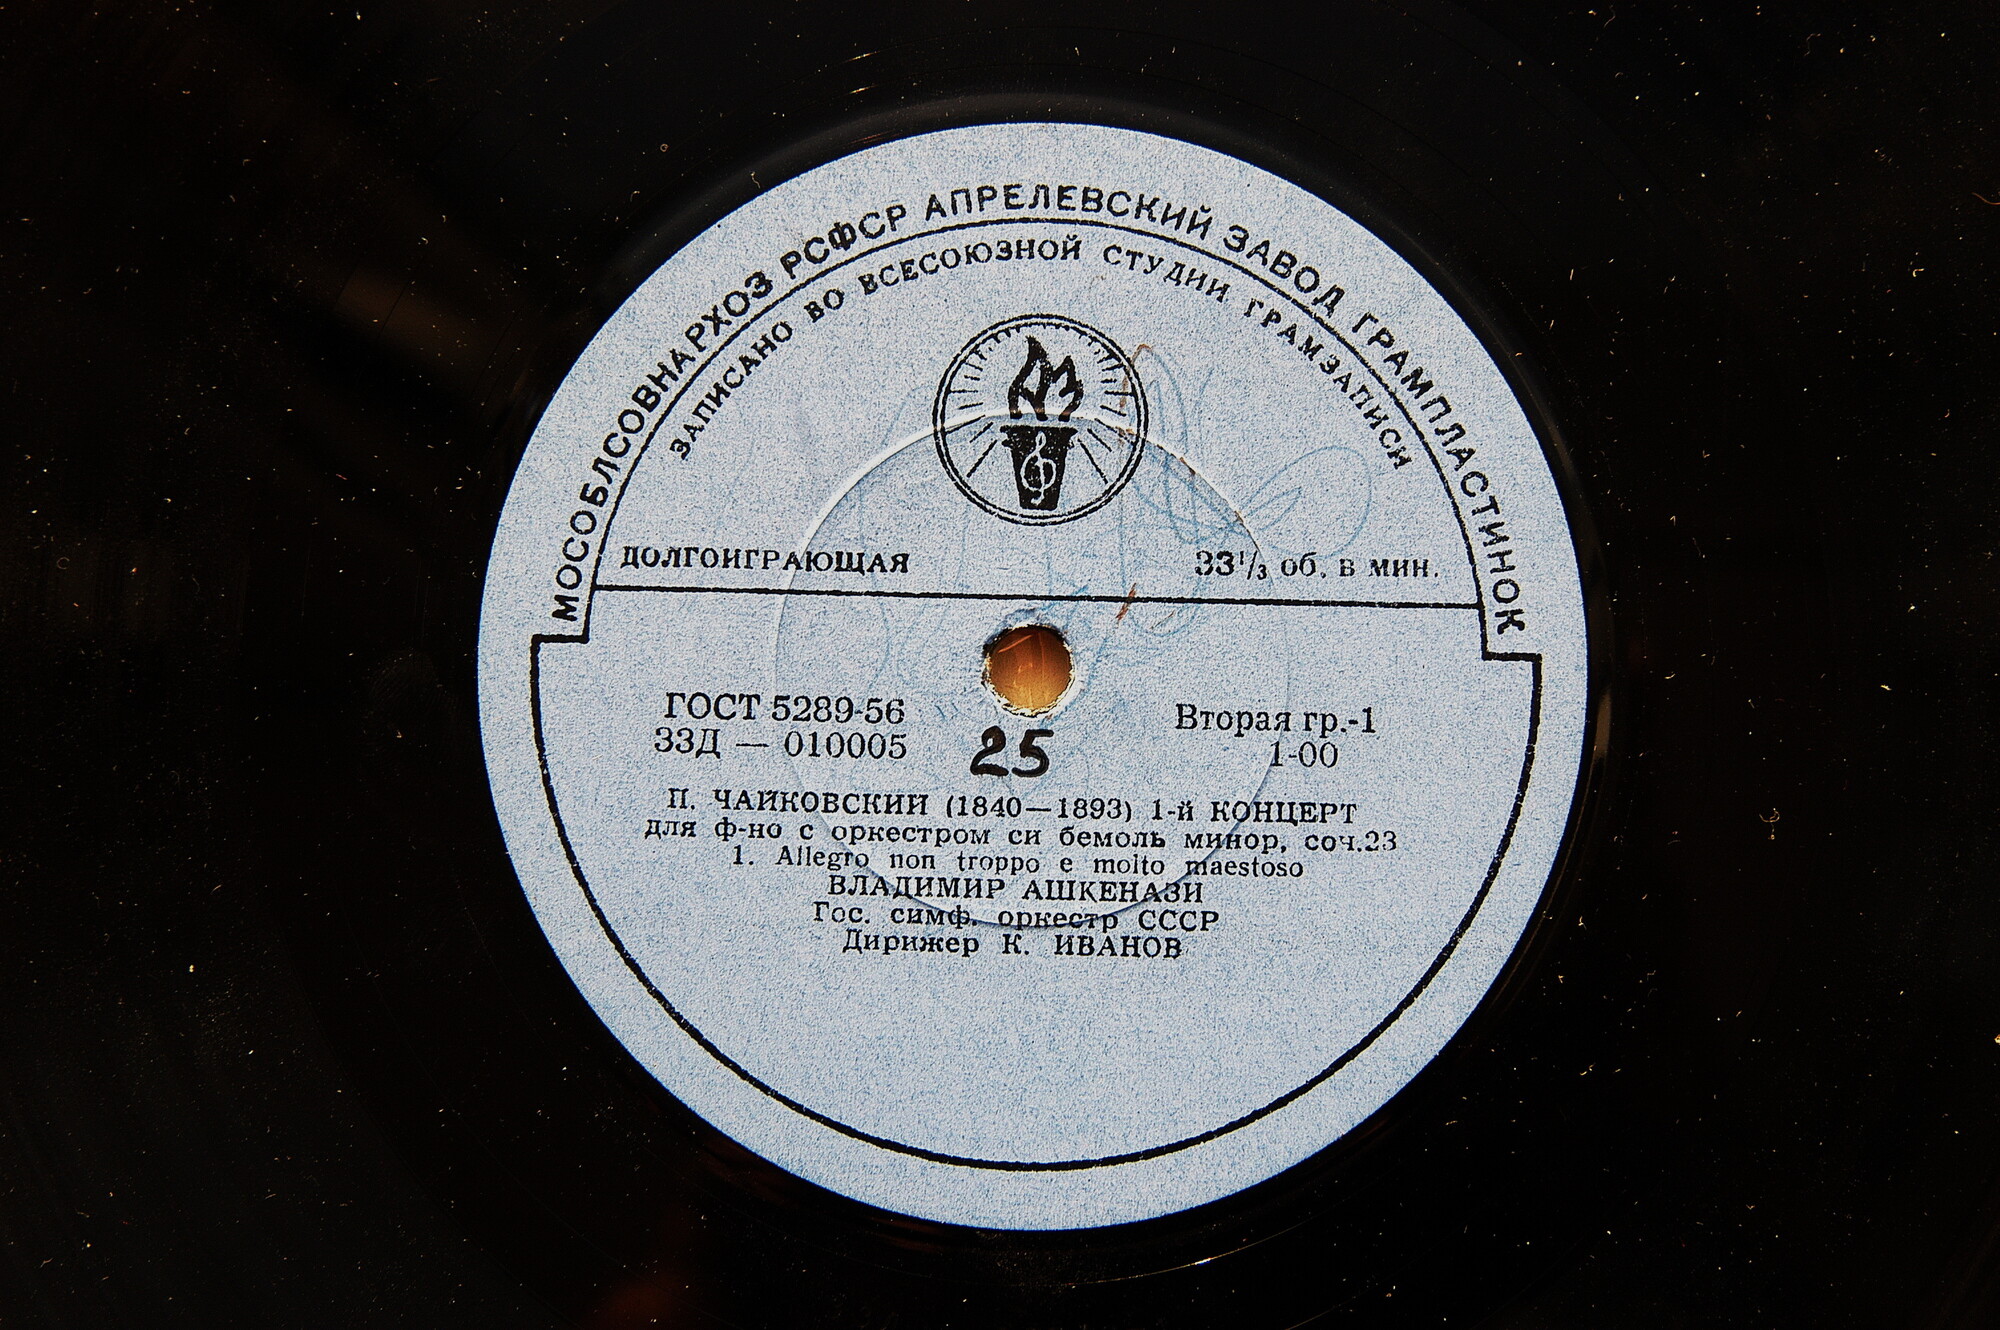 МОСОБЛСОВНАРХОЗ РСФСР АПРЕЛЕВСКИЙ ЗАВОД ГРАМПЛАСТИНОК
ЗАПИСАНО ВО ВСЕСОЮЗНОЙ СТУДИИ ГРАМЗАПИСИ
ДОЛГОИГРАЮЩАЯ 33⅓ об. в мин.
ГОСТ 5289-56 Вторая гр.-1
33Д — 010005 1-00
25
П. ЧАЙКОВСКИЙ (1840—1893) 1-й КОНЦЕРТ
для ф-но с оркестром си бемоль минор, соч.23
1. Allegro non troppo e molto maestoso
ВЛАДИМИР АШКЕНАЗИ
Гос. симф. оркестр СССР
Дирижер К. ИВАНОВ